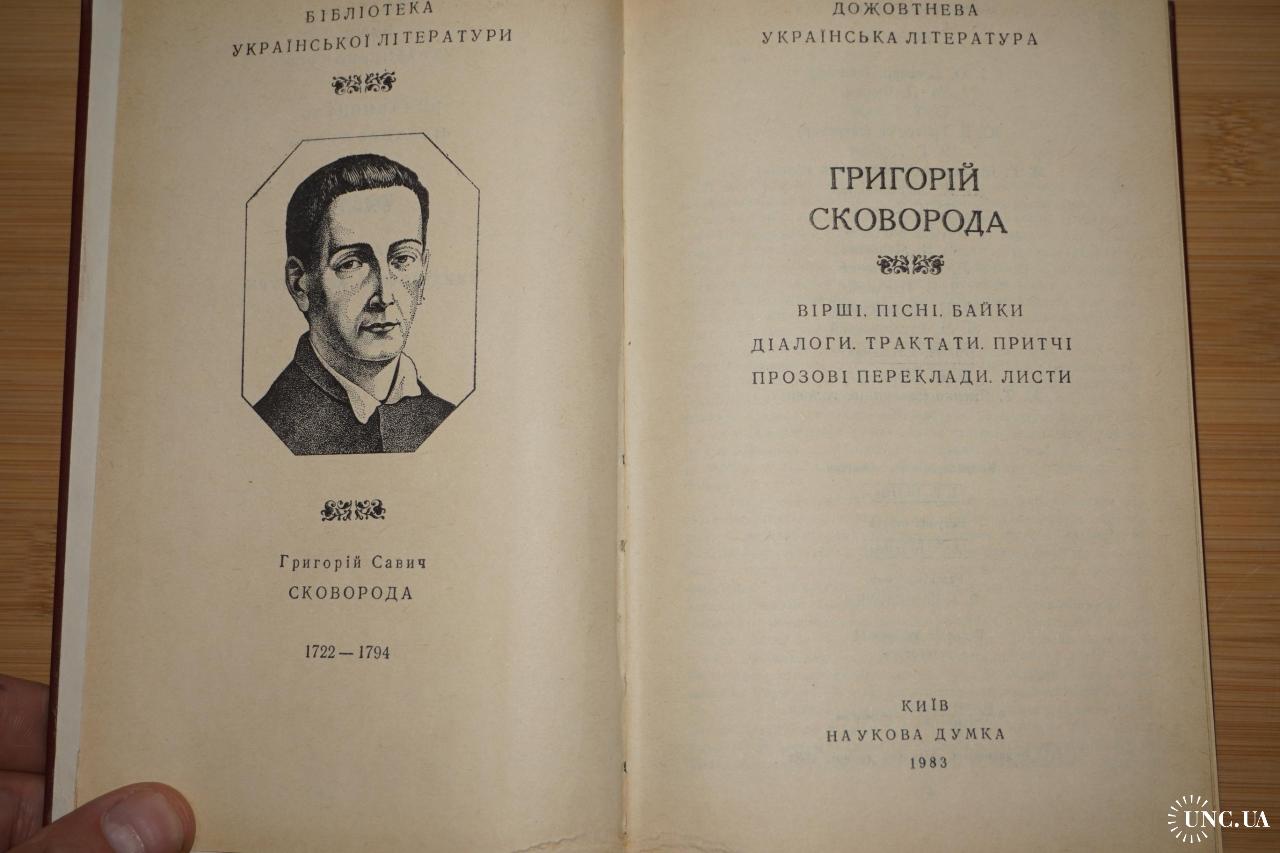 БІБЛІОТЕКА
УКРАЇНСЬКОЇ ЛІТЕРАТУРИ
Григорій Савич
СКОВОРОДА
1722—1794
ДОЖОВТНЕВА
УКРАЇНСЬКА ЛІТЕРАТУРА
ГРИГОРІЙ
СКОВОРОДА
ВІРШІ. ПІСНІ. БАЙКИ
ДІАЛОГИ. ТРАКТАТИ. ПРИТЧІ
ПРОЗОВІ ПЕРЕКЛАДИ. ЛИСТИ
КИЇВ
НАУКОВА ДУМКА
1983
UNC.UA